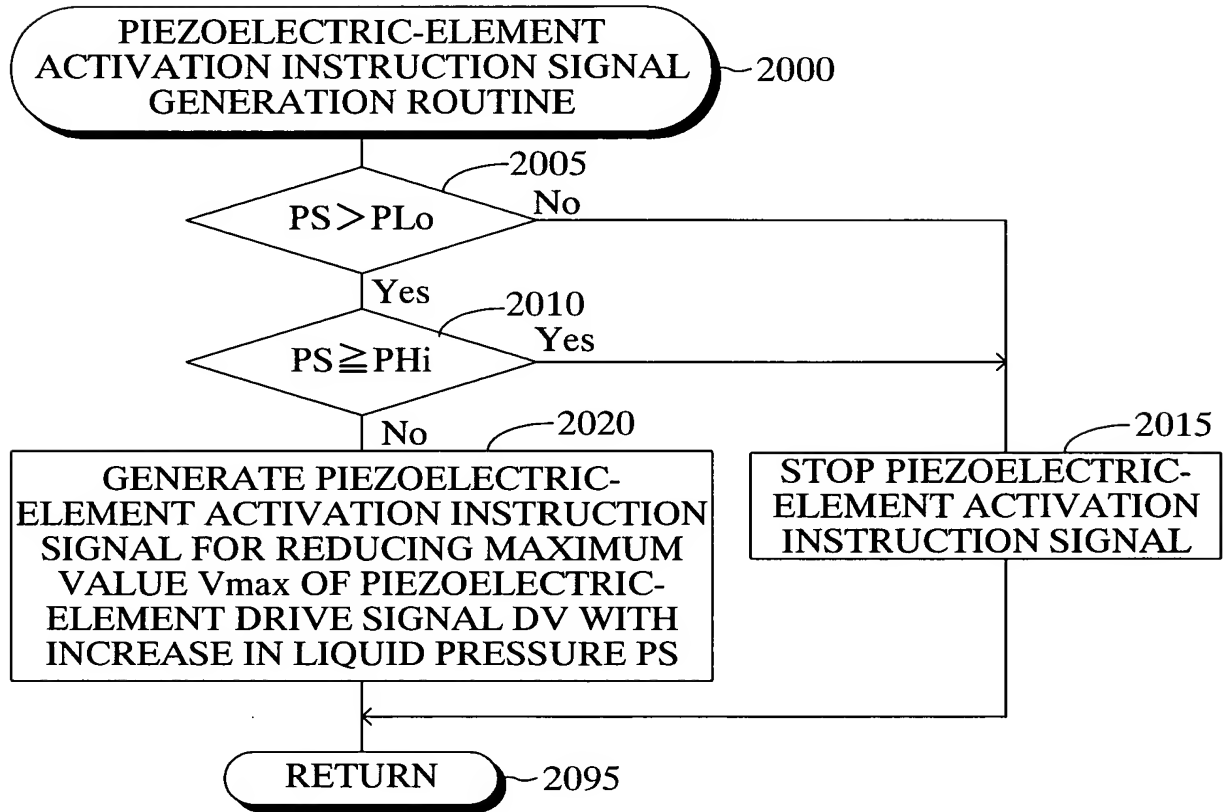 PIEZOELECTRIC-ELEMENT
ACTIVATION INSTRUCTION SIGNAL
GENERATION ROUTINE
2000
2005
PS>PLo
No
Yes
2010
PS≧PHi
Yes
No
2020
GENERATE PIEZOELECTRIC-
ELEMENT ACTIVATION INSTRUCTION
SIGNAL FOR REDUCING MAXIMUM
VALUE Vmax OF PIEZOELECTRIC-
ELEMENT DRIVE SIGNAL DV WITH
INCREASE IN LIQUID PRESSURE PS
2015
STOP PIEZOELECTRIC-
ELEMENT ACTIVATION
INSTRUCTION SIGNAL
RETURN
2095